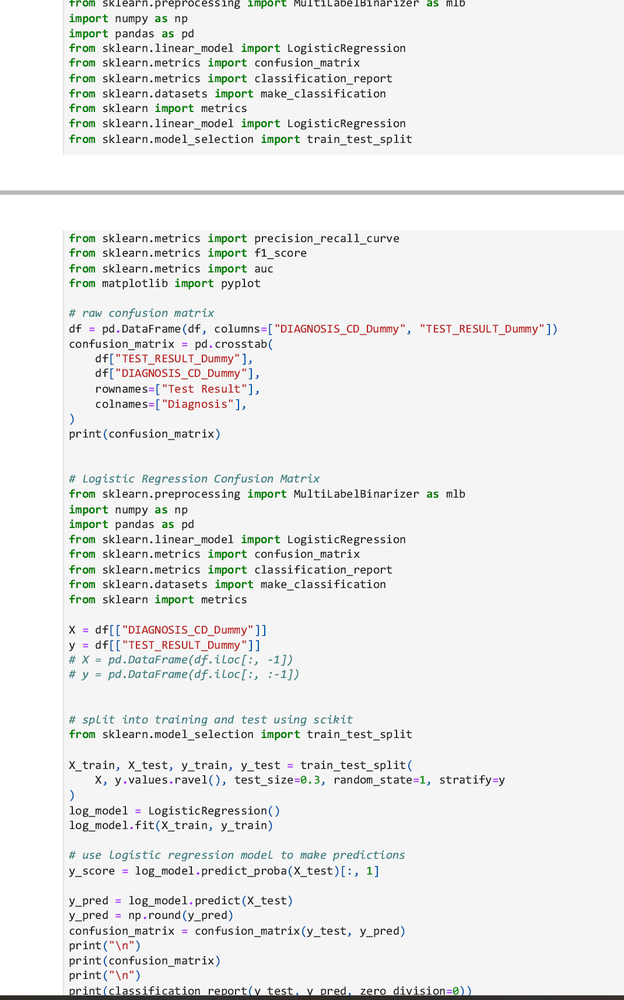 from sklearn.preprocessing import MultiLabelBinarizer as mlb
import numpy as np
import pandas as pd
from sklearn.linear_model import LogisticRegression
from sklearn.metrics import confusion_matrix
from sklearn.metrics import classification_report
from sklearn.datasets import make_classification
from sklearn import metrics
from sklearn.linear_model import LogisticRegression
from sklearn.model_selection import train_test_split
from sklearn.metrics import precision_recall_curve
from sklearn.metrics import f1_score
from sklearn.metrics import auc
from matplotlib import pyplot
# raw confusion matrix
df = pd.DataFrame(df, columns=["DIAGNOSIS_CD_Dummy", "TEST_RESULT_Dummy"])
confusion_matrix = pd.crosstab(
    df["TEST_RESULT_Dummy"],
    df["DIAGNOSIS_CD_Dummy"],
    rownames=["Test Result"],
    colnames=["Diagnosis"],
)
print(confusion_matrix)
# Logistic Regression Confusion Matrix
from sklearn.preprocessing import MultiLabelBinarizer as mlb
import numpy as np
import pandas as pd
from sklearn.linear_model import LogisticRegression
from sklearn.metrics import confusion_matrix
from sklearn.metrics import classification_report
from sklearn.datasets import make_classification
from sklearn import metrics
X = df[["DIAGNOSIS_CD_Dummy"]]
y = df[["TEST_RESULT_Dummy"]]
# X = pd.DataFrame(df.iloc[:, -1])
# y = pd.DataFrame(df.iloc[:, :-1])
# split into training and test using scikit
from sklearn.model_selection import train_test_split
X_train, X_test, y_train, y_test = train_test_split(
    X, y.values.ravel(), test_size=0.3, random_state=1, stratify=y
)
log_model = LogisticRegression()
log_model.fit(X_train, y_train)
# use logistic regression model to make predictions
y_score = log_model.predict_proba(X_test)[:, 1]
y_pred = log_model.predict(X_test)
y_pred = np.round(y_pred)
confusion_matrix = confusion_matrix(y_test, y_pred)
print("\n")
print(confusion_matrix)
print("\n")
print(classification_report(y_test, y_pred, zero_division=0))